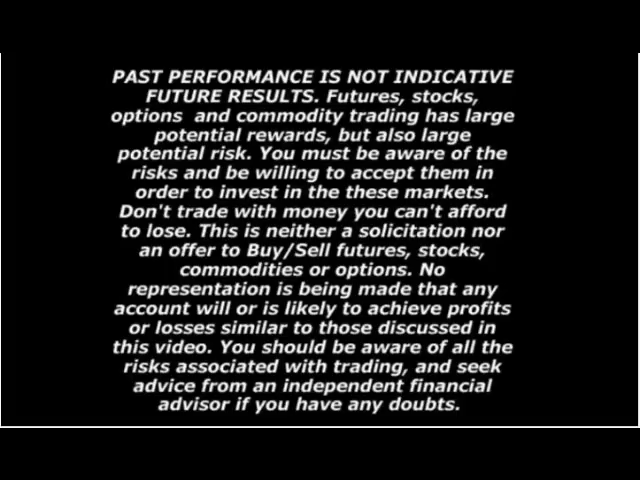 PAST PERFORMANCE IS NOT INDICATIVE
FUTURE RESULTS. Futures, stocks,
options and commodity trading has large
potential rewards, but also large
potential risk. You must be aware of the
risks and be willing to accept them in
order to invest in the these markets.
Don't trade with money you can't afford
to lose. This is neither a solicitation nor
an offer to Buy/Sell futures, stocks,
commodities or options. No
representation is being made that any
account will or is likely to achieve profits
or losses similar to those discussed in
this video. You should be aware of all the
risks associated with trading, and seek
advice from an independent financial
advisor if you have any doubts.